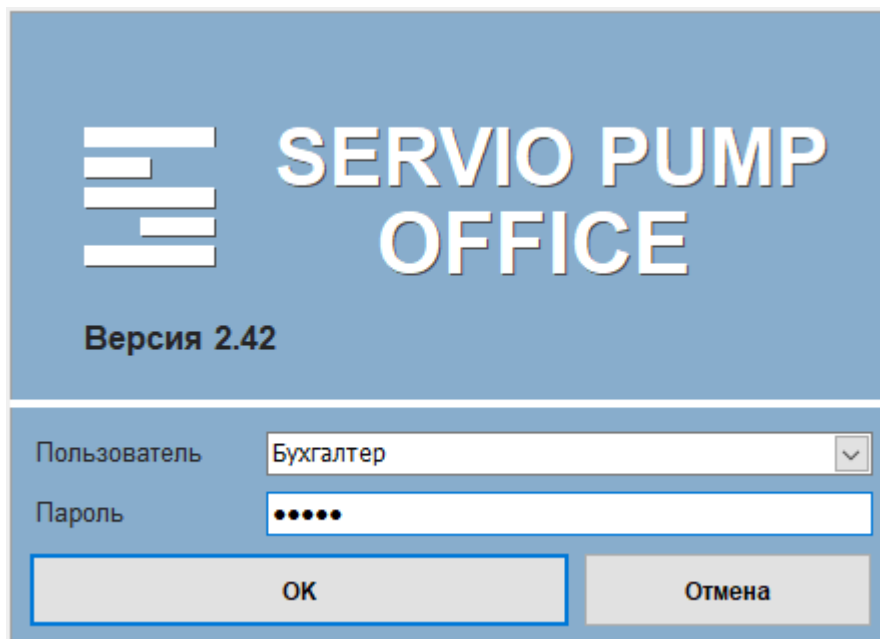 SERVIO PUMP
OFFICE
Версия 2.42
Пользователь Бухгалтер
Пароль •••••
OK Отмена